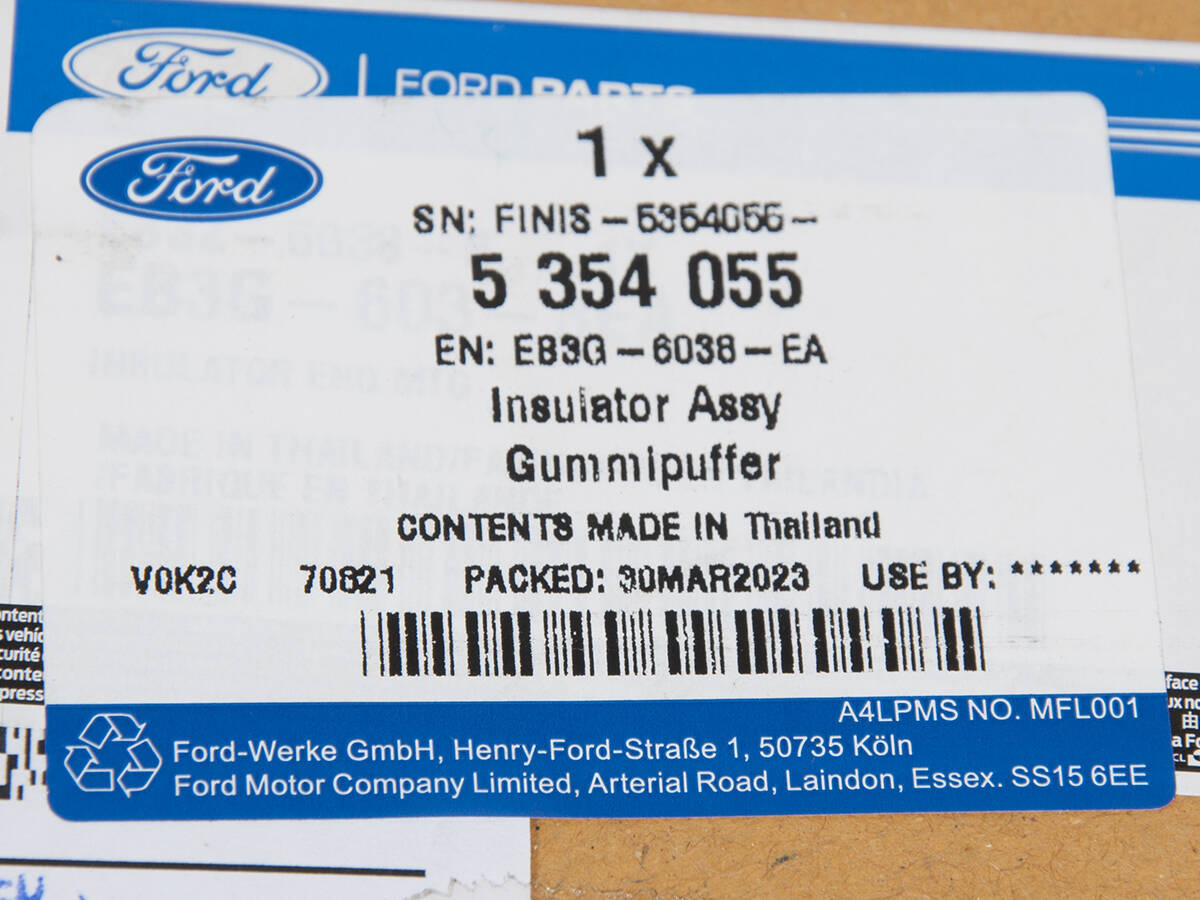 Ford | FORD PARTS
Ford
1 x
SN: FINIS-5354055-
5 354 055
EN: EB3G-6038-EA
Insulator Assy
Gummipuffer
CONTENTS MADE IN Thailand
V0K2C 70821 PACKED: 30MAR2023 USE BY: *******
A4LPMS NO. MFL001
Ford-Werke GmbH, Henry-Ford-Straße 1, 50735 Köln
Ford Motor Company Limited, Arterial Road, Laindon, Essex. SS15 6EE